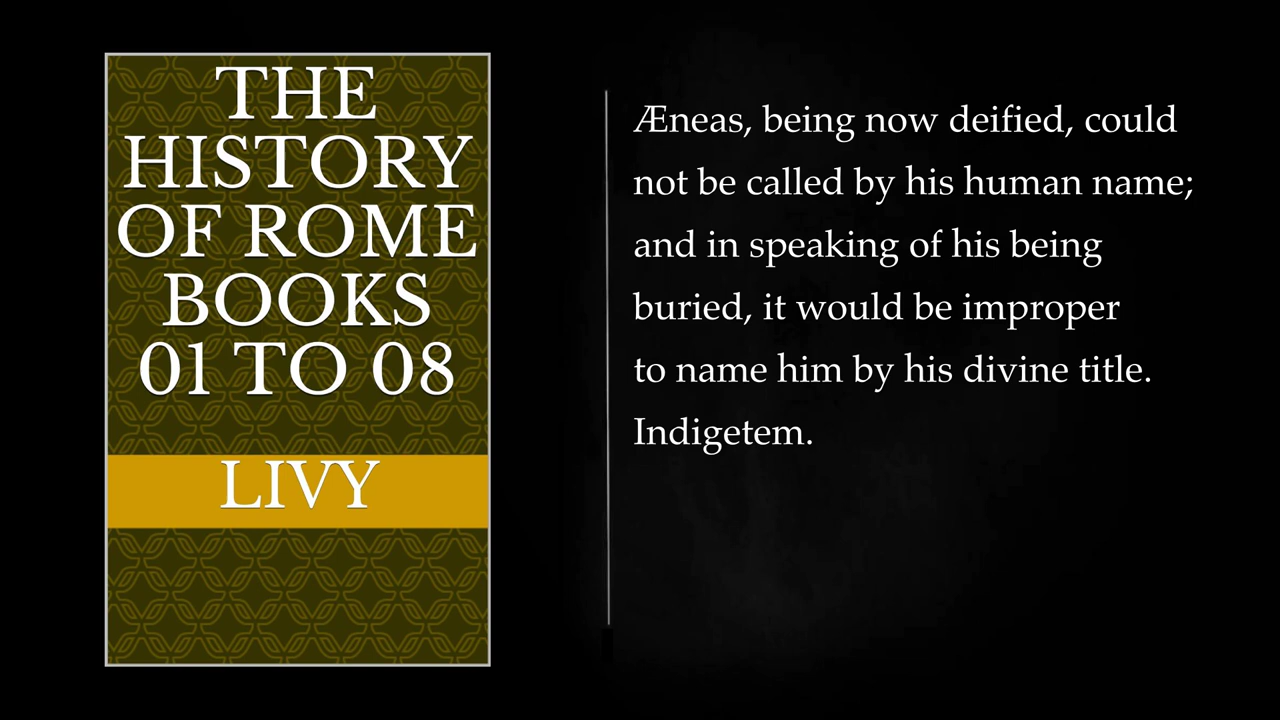 THE
HISTORY
OF ROME
BOOKS
01 TO 08
LIVY
Æneas, being now deified, could
not be called by his human name;
and in speaking of his being
buried, it would be improper
to name him by his divine title.
Indigetem.